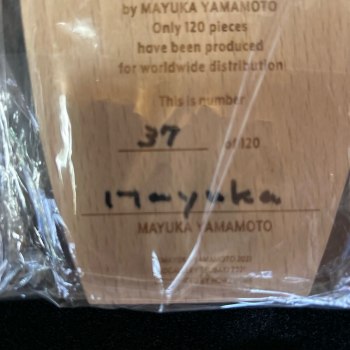 by MAYUKA YAMAMOTO
Only 120 pieces
have been produced
for worldwide distribution
This is number
37 of 120
Mayuka
MAYUKA YAMAMOTO